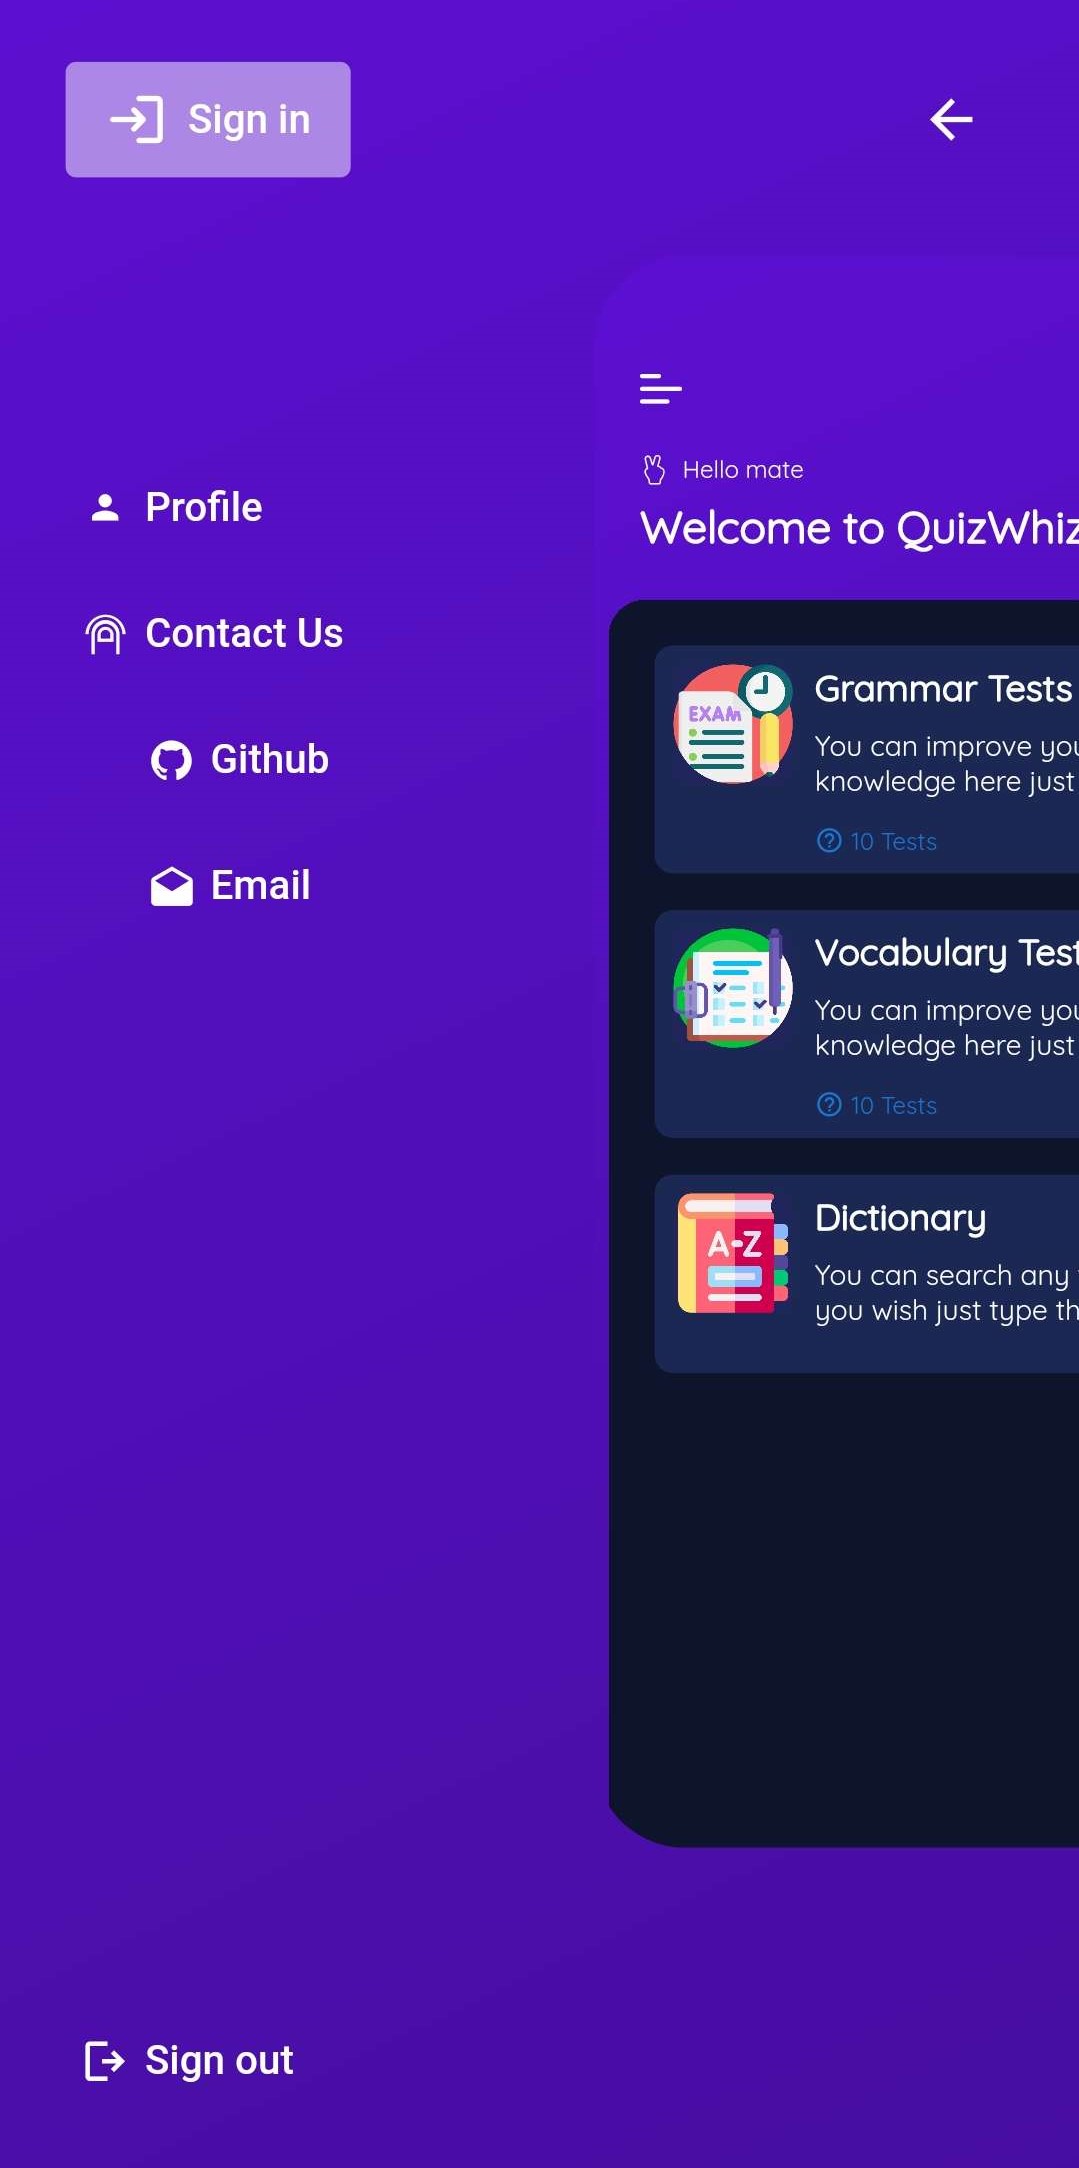 Sign in
Profile
Contact Us
Github
Email
Sign out
Hello mate
Welcome to QuizWhiz
EXAM
Grammar Tests
You can improve you
knowledge here just
10 Tests
Vocabulary Test
You can improve you
knowledge here just
10 Tests
A-Z
Dictionary
You can search any
you wish just type th